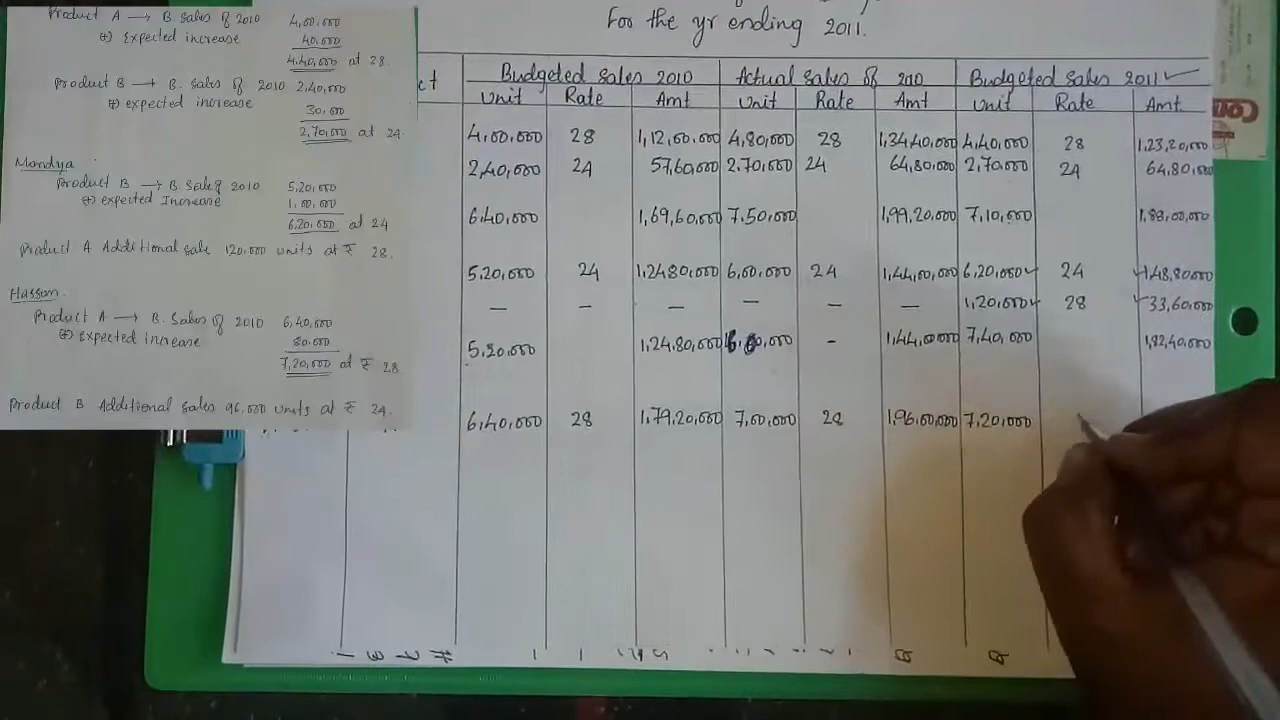 Product A → B Sales of 2010 4,00,000
(+) Expected increase 40,000
4,40,000 at 28.
Product B → B. Sales of 2010 2,40,000
(+) expected increase 30,000
2,70,000 at 24.
Mandya
Product B → B. Sale of 2010 5,20,000
(+) expected Increase 1,00,000
6,20,000 at 24
Product A Additional sale 120,000 units at ₹ 28.
Hassan.
Product A → B. Sales of 2010 6,40,000
(+) Expected increase 80,000
7,20,000 at ₹ 28
Product B Additional sales 96,000 units at ₹ 24.
For the yr ending 2011.
ct Budgeted sales 2010 Actual sales of 2010 Budgeted sales 2011
Unit Rate Amt Unit Rate Amt Unit Rate Amt
4,00,000 28 1,12,00,000 4,80,000 28 1,34,40,000 4,40,000 28 1,23,20,000
2,40,000 24 57,60,000 2,70,000 24 64,80,000 2,70,000 24 64,80,000
6,40,000 1,69,60,000 7,50,000 1,99,20,000 7,10,000 1,88,00,000
5,20,000 24 1,24,80,000 6,00,000 24 1,44,00,000 6,20,000 24 1,48,80,000
— — — — — — 1,20,000 28 33,60,000
5,20,000 1,24,80,000 6,00,000 - 1,44,00,000 7,40,000 1,82,40,000
6,40,000 28 1,79,20,000 7,00,000 28 1,96,00,000 7,20,000